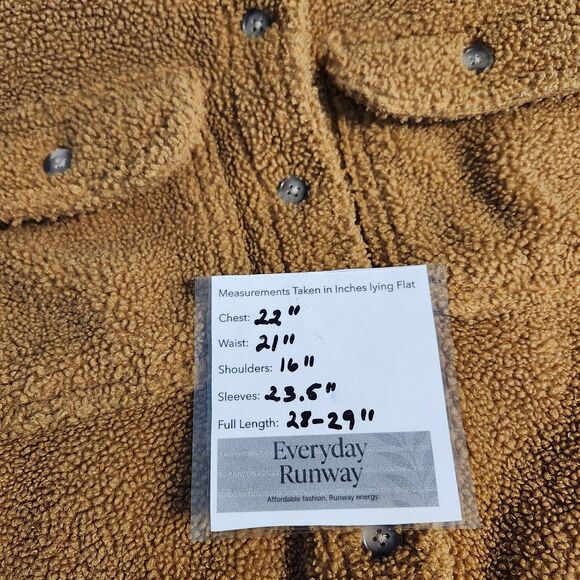 Measurements Taken in Inches lying Flat
Chest: 22"
Waist: 21"
Shoulders: 16"
Sleeves: 23.5"
Full Length: 28-29"
Everyday
Runway
Affordable fashion. Runway energy.